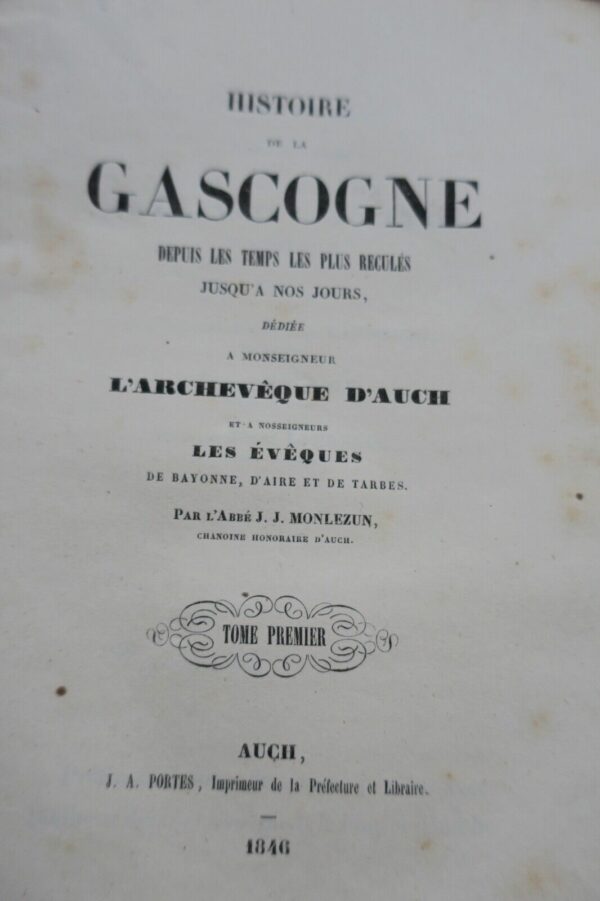 HISTOIRE
DE LA
GASCOGNE
DEPUIS LES TEMPS LES PLUS RECULÉS
JUSQU'A NOS JOURS,
DÉDIÉE
A MONSEIGNEUR
L'ARCHEVÊQUE D'AUCH
ET A NOSSEIGNEURS
LES ÉVÊQUES
DE BAYONNE, D'AIRE ET DE TARBES.
PAR L'ABBÉ J. J. MONLEZUN,
CHANOINE HONORAIRE D'AUCH.
TOME PREMIER
AUCH,
J. A. PORTES, Imprimeur de la Préfecture et Libraire.
1846